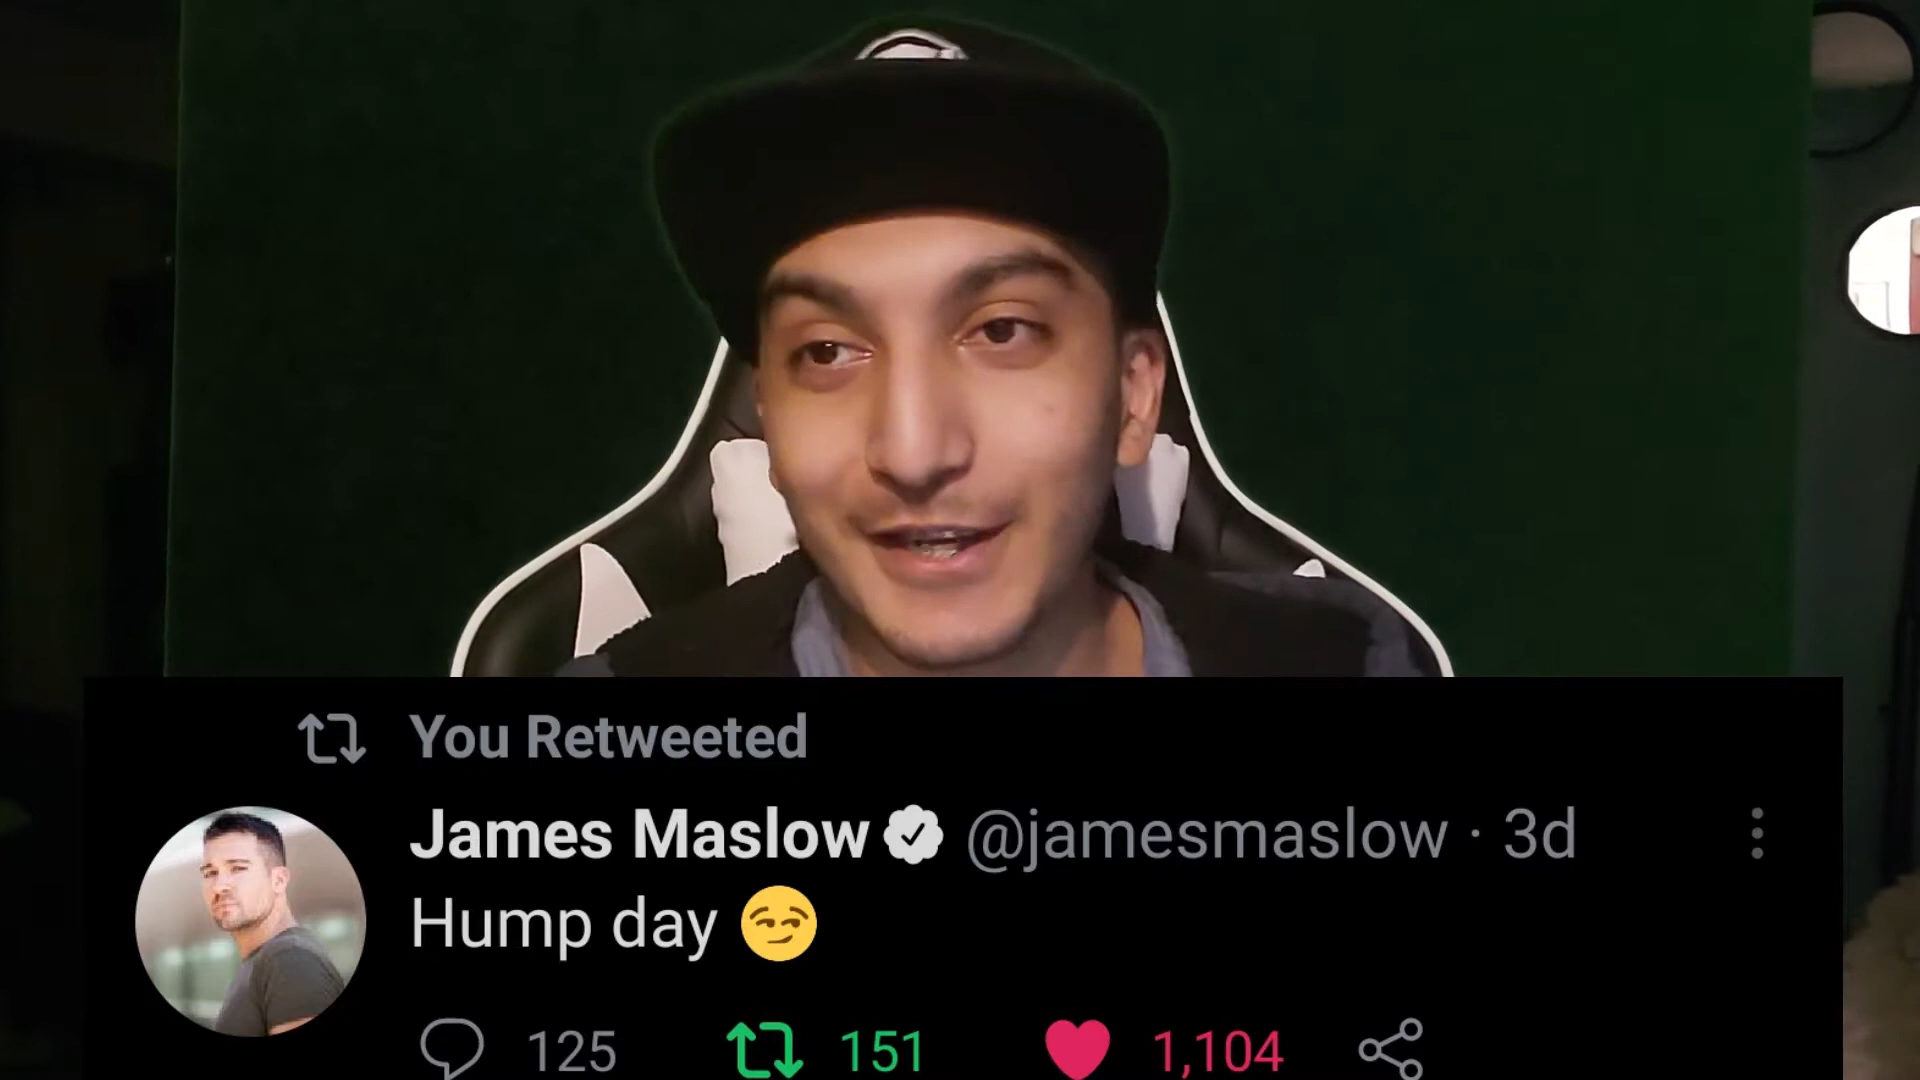 You Retweeted
James Maslow @jamesmaslow · 3d
Hump day 😏
125 151 1,104